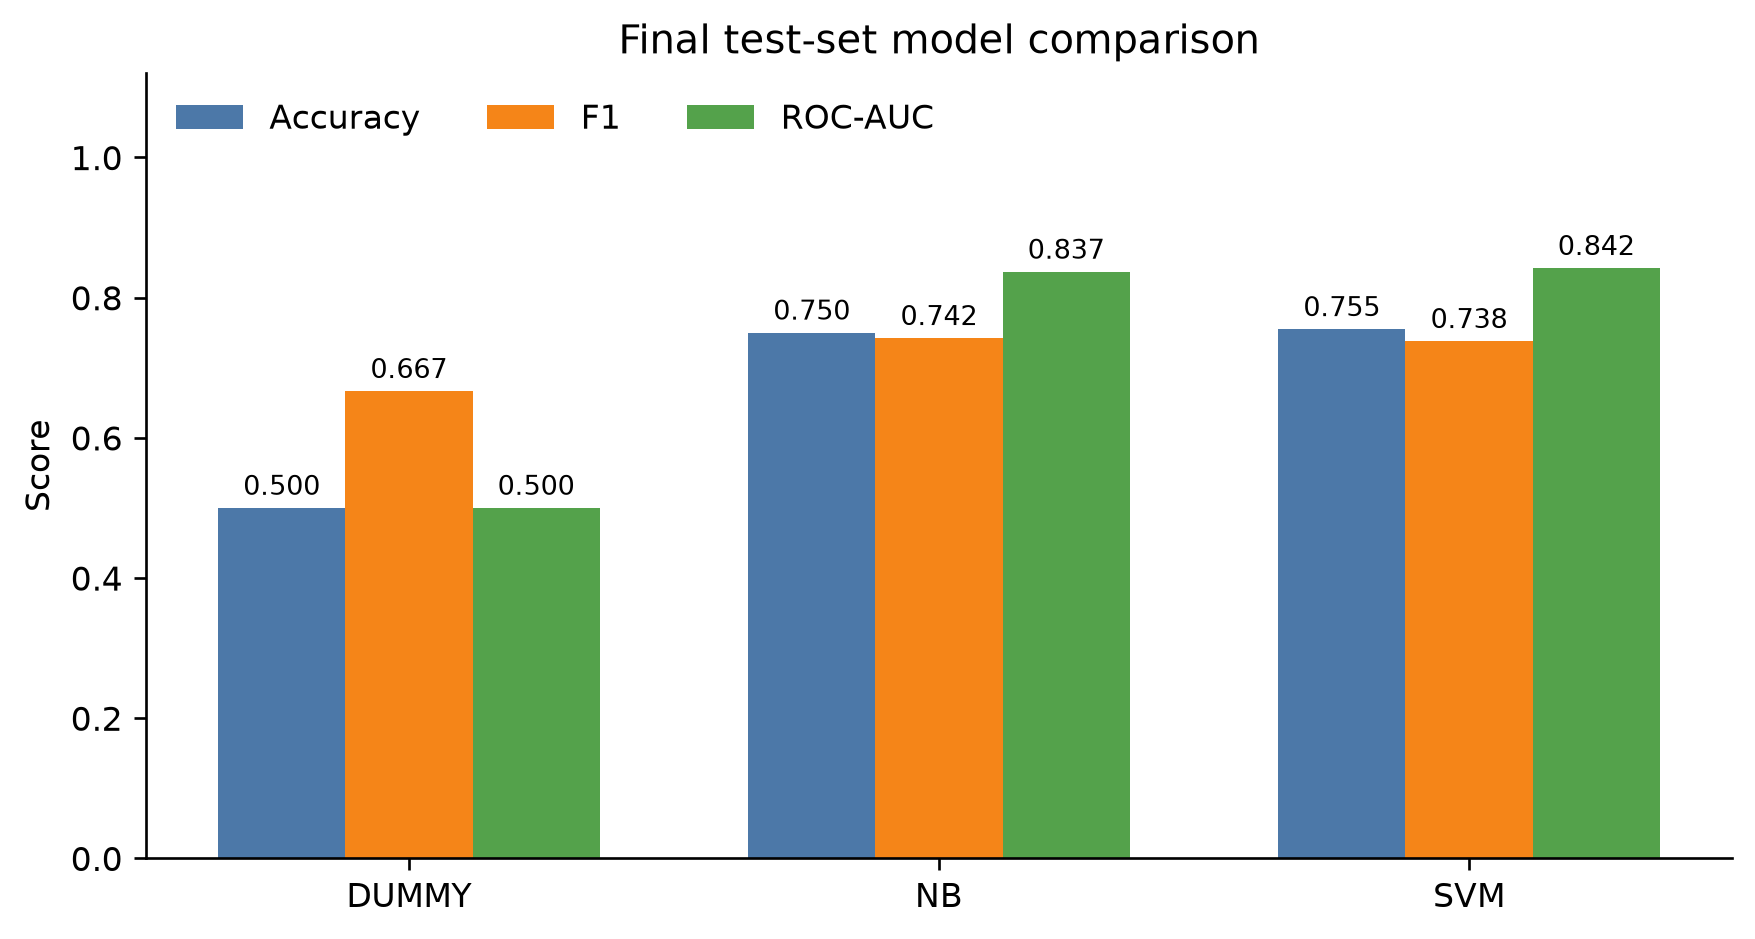 Final test-set model comparison
Accuracy F1 ROC-AUC
Score
1.0
0.8
0.6
0.4
0.2
0.0
0.500 0.667 0.500
0.750 0.742 0.837
0.755 0.738 0.842
DUMMY NB SVM